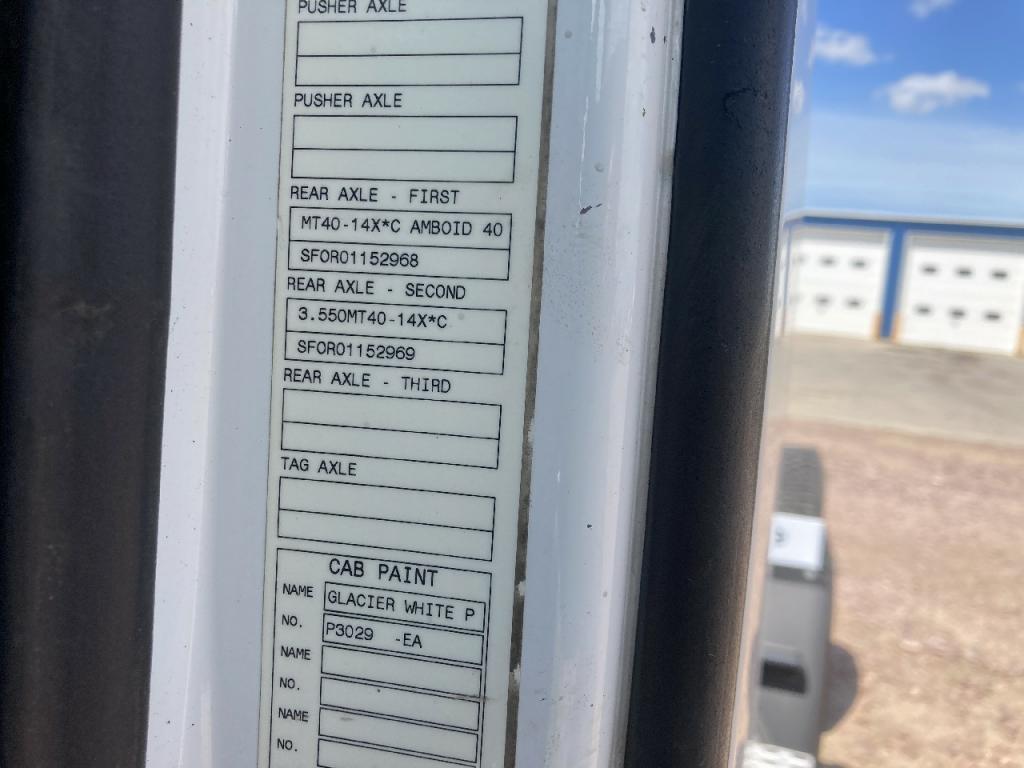 PUSHER AXLE
PUSHER AXLE
REAR AXLE - FIRST
MT40-14X*C AMBOID 40
SFOR01152968
REAR AXLE - SECOND
3.550MT40-14X*C
SFOR01152969
REAR AXLE - THIRD
TAG AXLE
CAB PAINT
NAME GLACIER WHITE P
NO. P3029 -EA
NAME
NO.
NAME
NO.